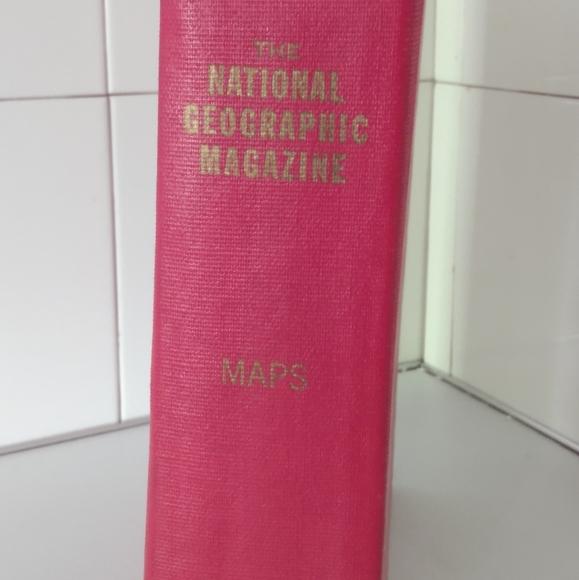 THE
NATIONAL
GEOGRAPHIC
MAGAZINE
MAPS